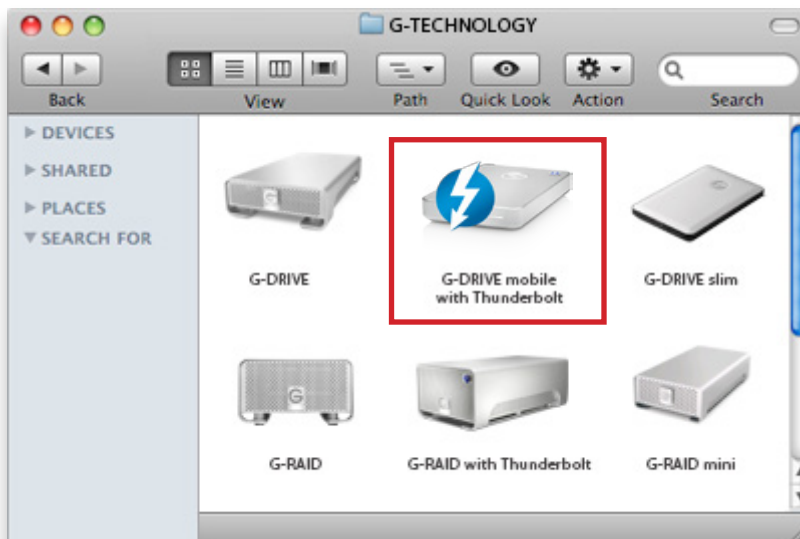 G-TECHNOLOGY
Back
View
Path
Quick Look
Action
Search
DEVICES
SHARED
PLACES
SEARCH FOR
G-DRIVE
G-DRIVE mobile
with Thunderbolt
G-DRIVE slim
G
G-RAID
G-RAID with Thunderbolt
G-RAID mini